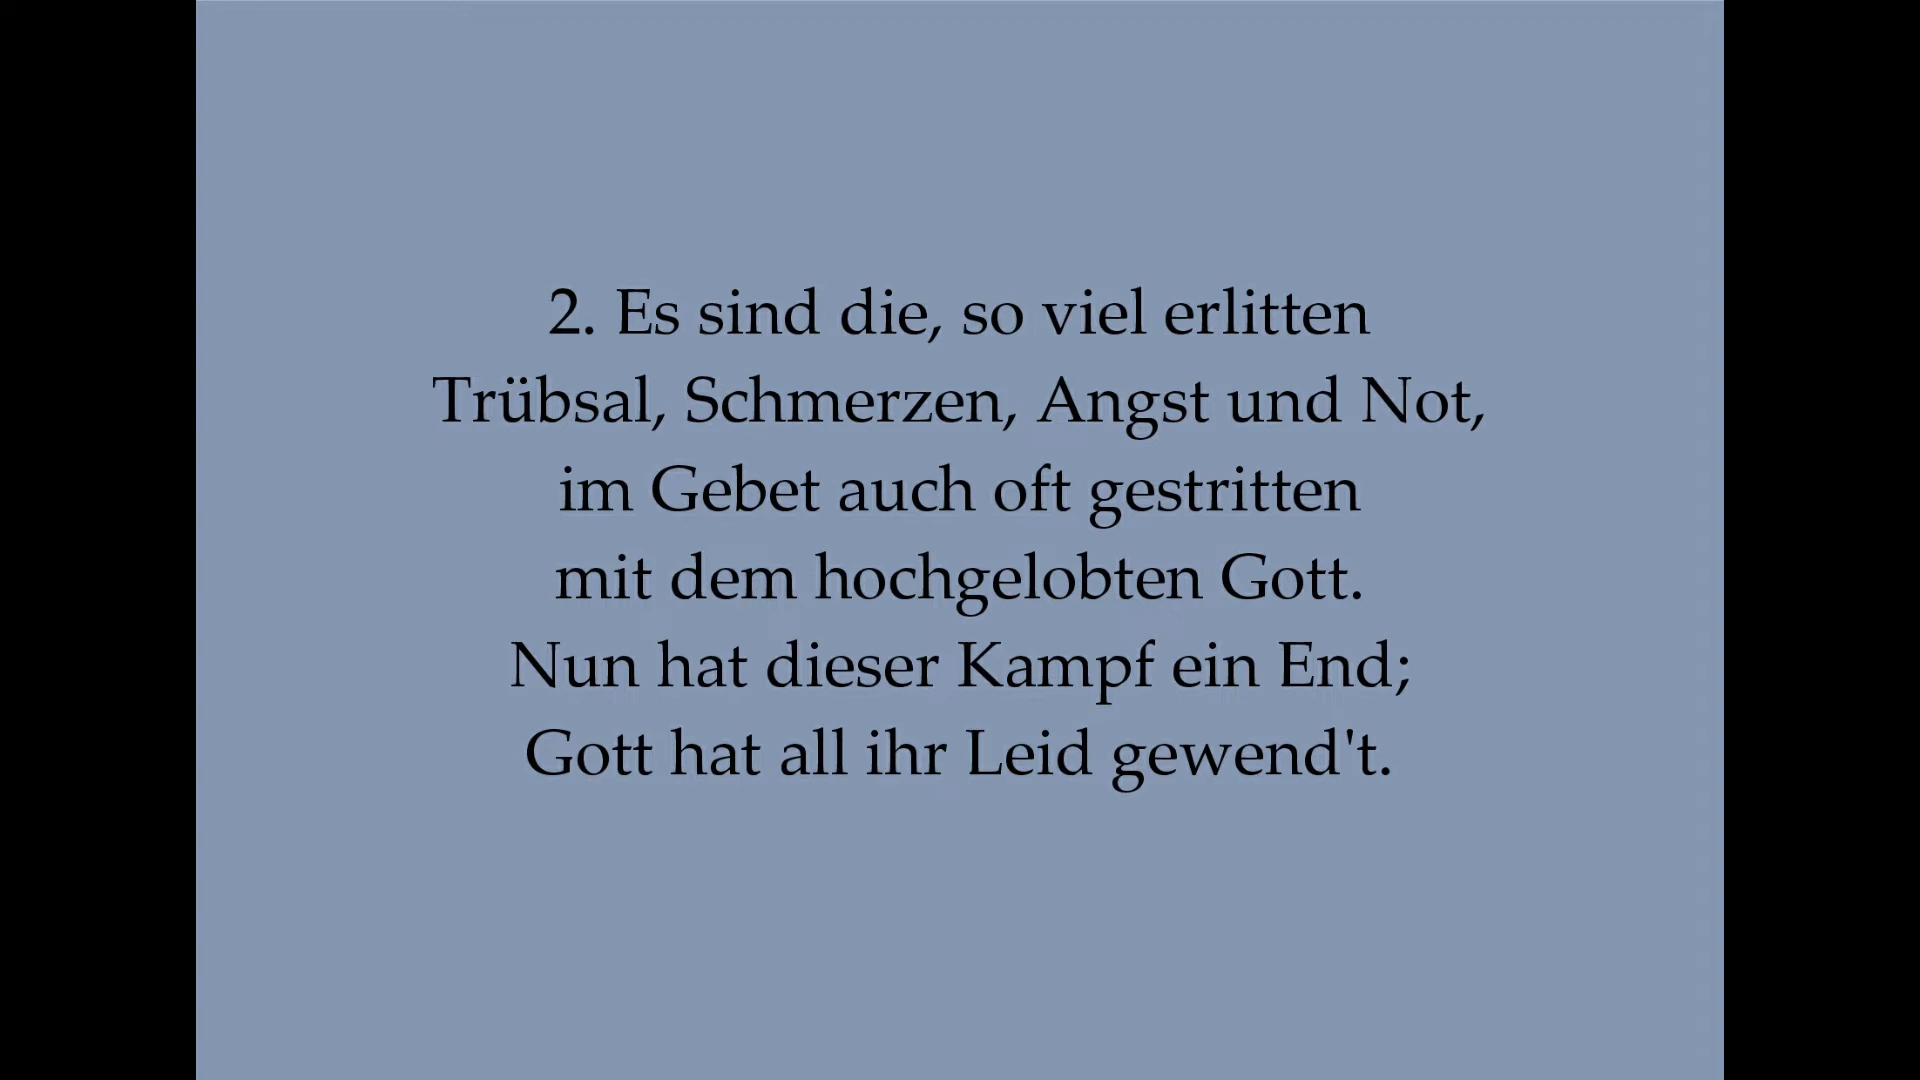 2. Es sind die, so viel erlitten
Trübsal, Schmerzen, Angst und Not,
im Gebet auch oft gestritten
mit dem hochgelobten Gott.
Nun hat dieser Kampf ein End;
Gott hat all ihr Leid gewend't.